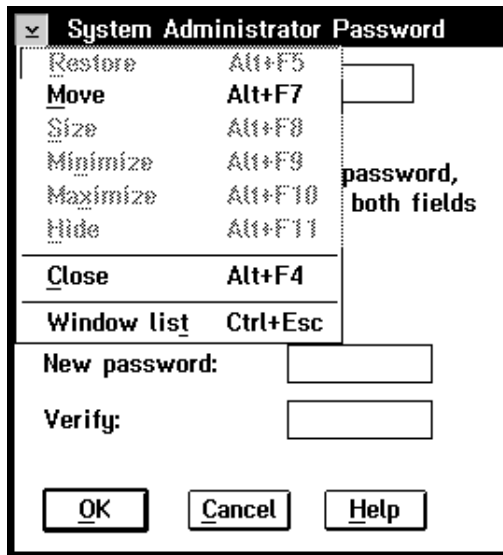 System Administrator Password
Restore Alt+F5
Move Alt+F7
Size Alt+F8
Minimize Alt+F9
Maximize Alt+F10
Hide Alt+F11
password,
both fields
Close Alt+F4
Window list Ctrl+Esc
New password:
Verify:
OK Cancel Help